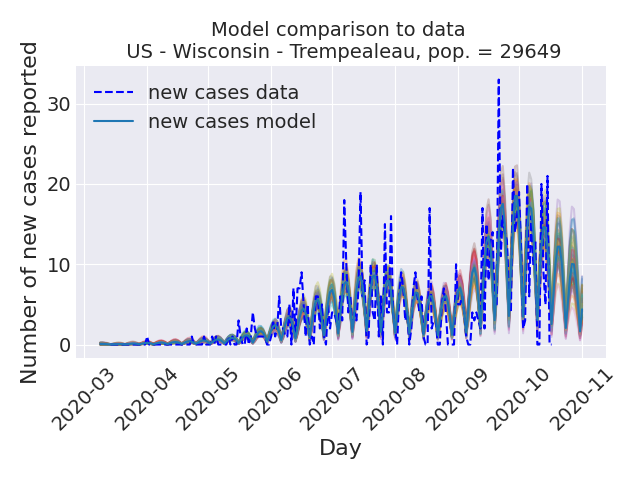 Model comparison to data
US - Wisconsin - Trempealeau, pop. = 29649
new cases data
new cases model
Number of new cases reported
30
20
10
0
2020-03
2020-04
2020-05
2020-06
2020-07
2020-08
2020-09
2020-10
2020-11
Day